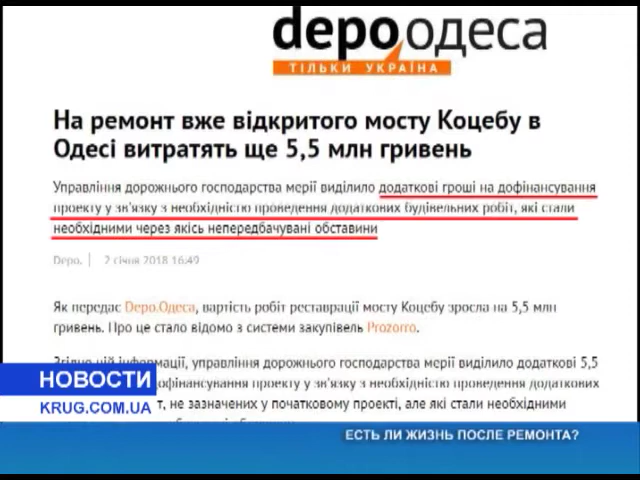 depo.одеса
ТІЛЬКИ УКРАЇНА
На ремонт вже відкритого мосту Коцебу в
Одесі витратять ще 5,5 млн гривень
Управління дорожнього господарства мерії виділило додаткові гроші на дофінансування
проекту у зв'язку з необхідністю проведення додаткових будівельних робіт, які стали
необхідними через якісь непередбачувані обставини
Depo. | 2 січня 2018 16:49
Як передає Depo.Одеса, вартість робіт реставрації мосту Коцебу зросла на 5,5 млн
гривень. Про це стало відомо з системи закупівель Prozorro.
Згідно цій інформації, управління дорожнього господарства мерії виділило додаткові 5,5
дофінансування проекту у зв'язку з необхідністю проведення додаткових
т, не зазначених у початковому проекті, але які стали необхідними
НОВОСТИ
KRUG.COM.UA
ЕСТЬ ЛИ ЖИЗНЬ ПОСЛЕ РЕМОНТА?